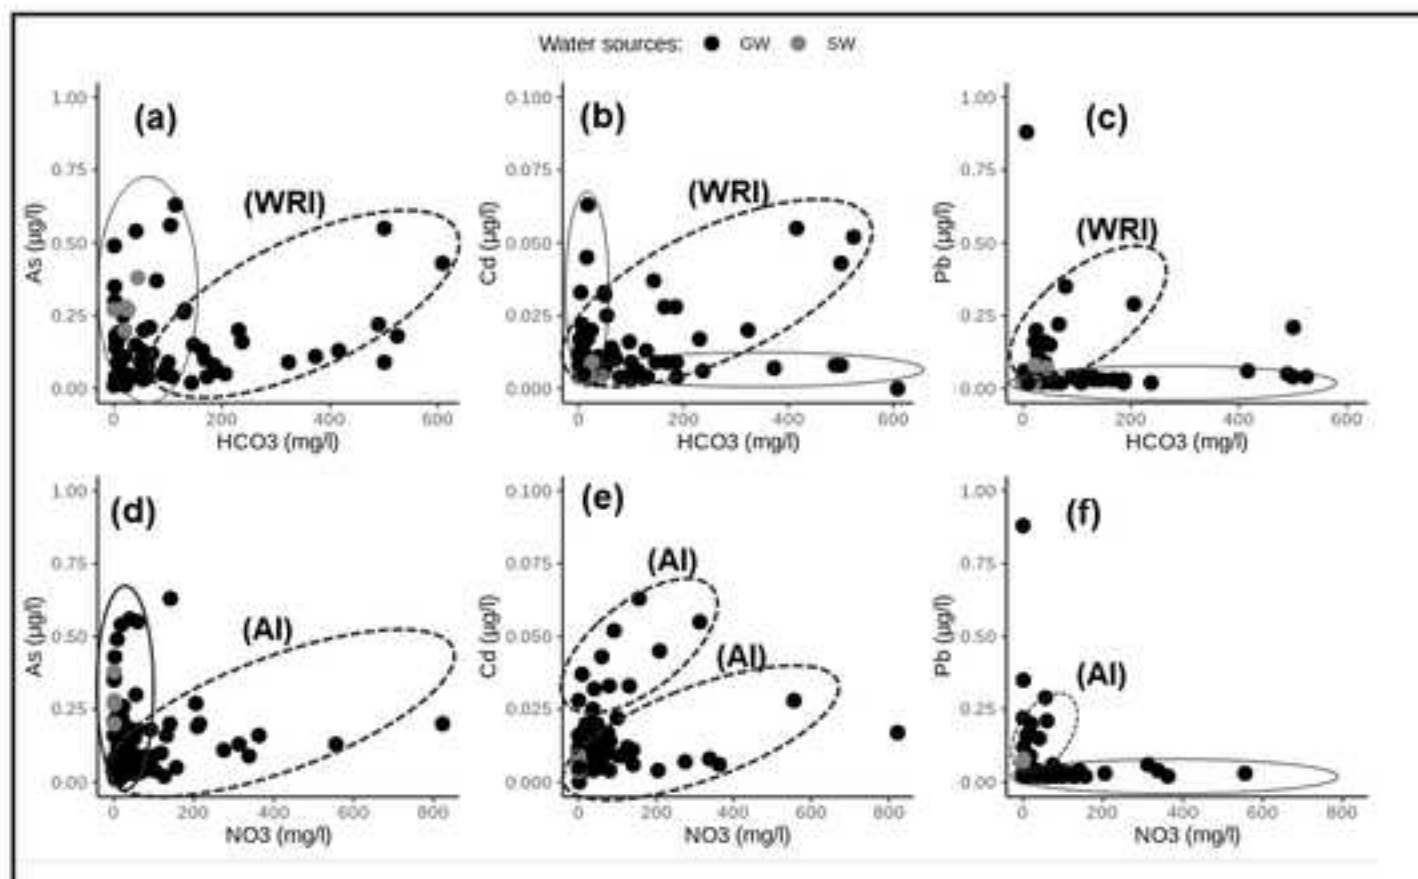 Water sources: GW SW
(a)
(WRI)
1.00
0.75
0.50
0.25
0.00
As (µg/l)
0 200 400 600
HCO3 (mg/l)
(b)
(WRI)
0.100
0.075
0.050
0.025
0.000
Cd (µg/l)
0 200 400 600
HCO3 (mg/l)
(c)
(WRI)
1.00
0.75
0.50
0.25
0.00
Pb (µg/l)
0 200 400 600
HCO3 (mg/l)
(d)
(AI)
1.00
0.75
0.50
0.25
0.00
As (µg/l)
0 200 400 600 800
NO3 (mg/l)
(e)
(AI)
(AI)
0.100
0.075
0.050
0.025
0.000
Cd (µg/l)
0 200 400 600 800
NO3 (mg/l)
(f)
(AI)
1.00
0.75
0.50
0.25
0.00
Pb (µg/l)
0 200 400 600 800
NO3 (mg/l)